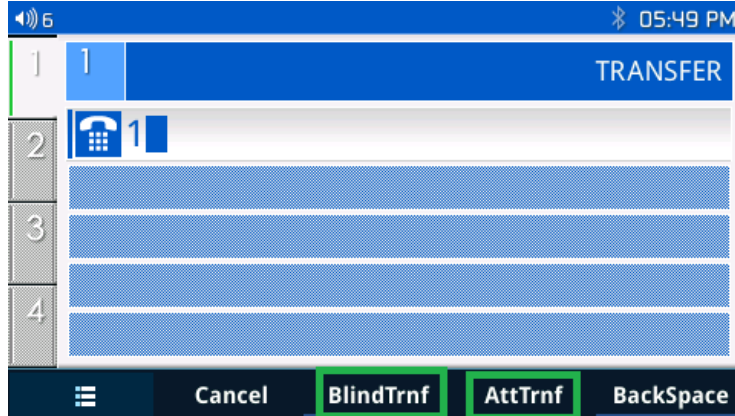 6 05:49 PM
1 1 TRANSFER
1
2
3
4
Cancel BlindTrnf AttTrnf BackSpace